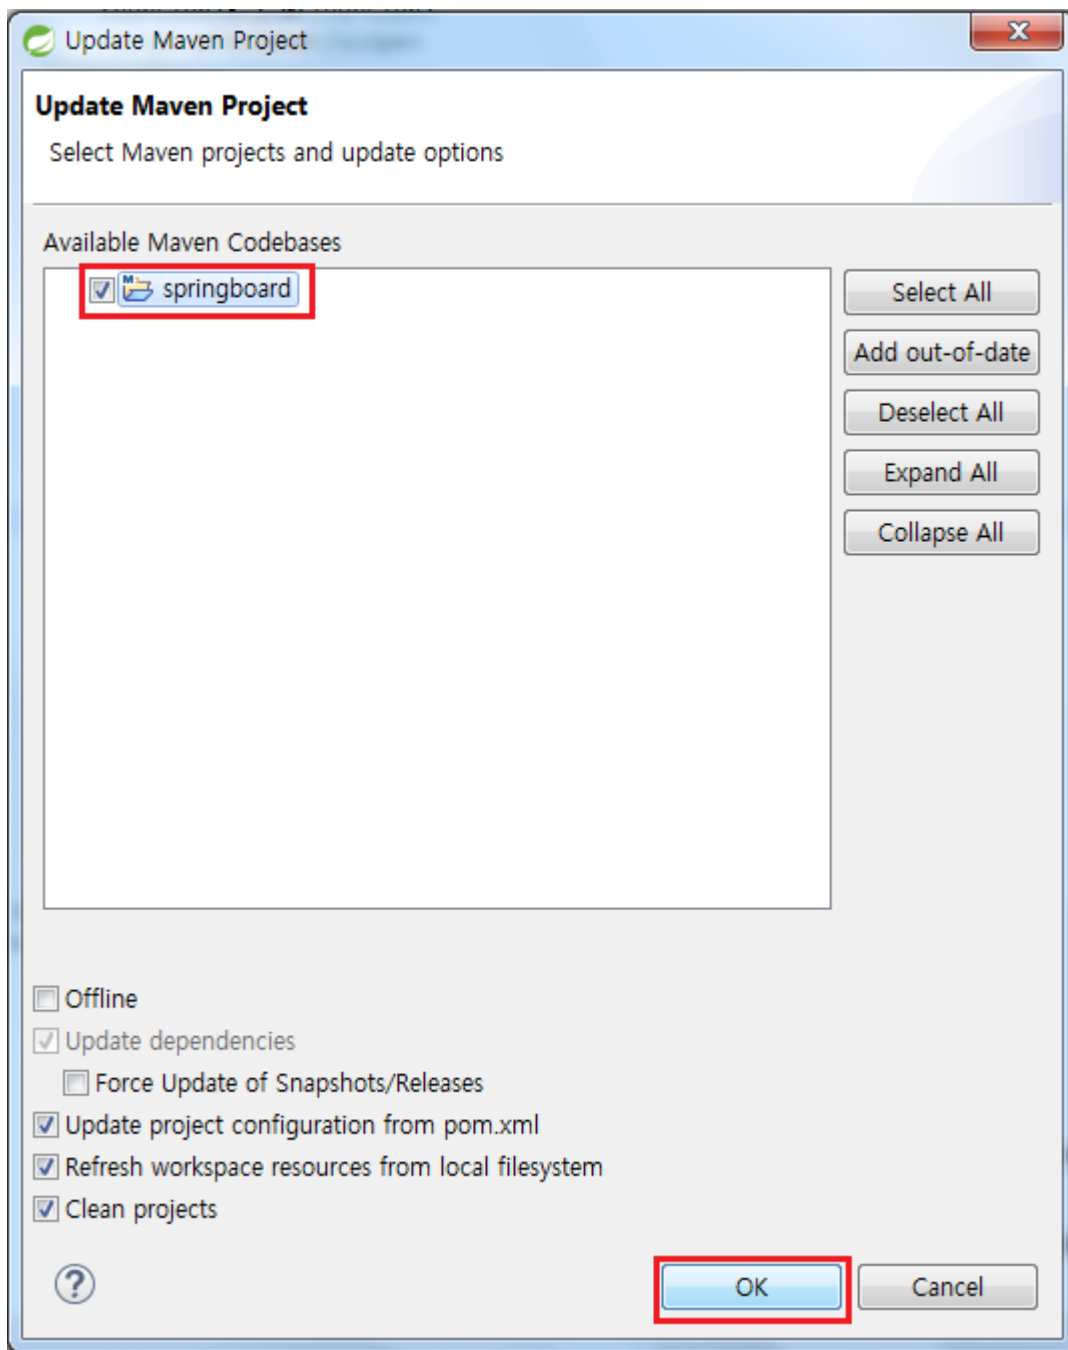 Update Maven Project
Update Maven Project
Select Maven projects and update options
Available Maven Codebases
springboard
Select All
Add out-of-date
Deselect All
Expand All
Collapse All
Offline
Update dependencies
Force Update of Snapshots/Releases
Update project configuration from pom.xml
Refresh workspace resources from local filesystem
Clean projects
OK
Cancel